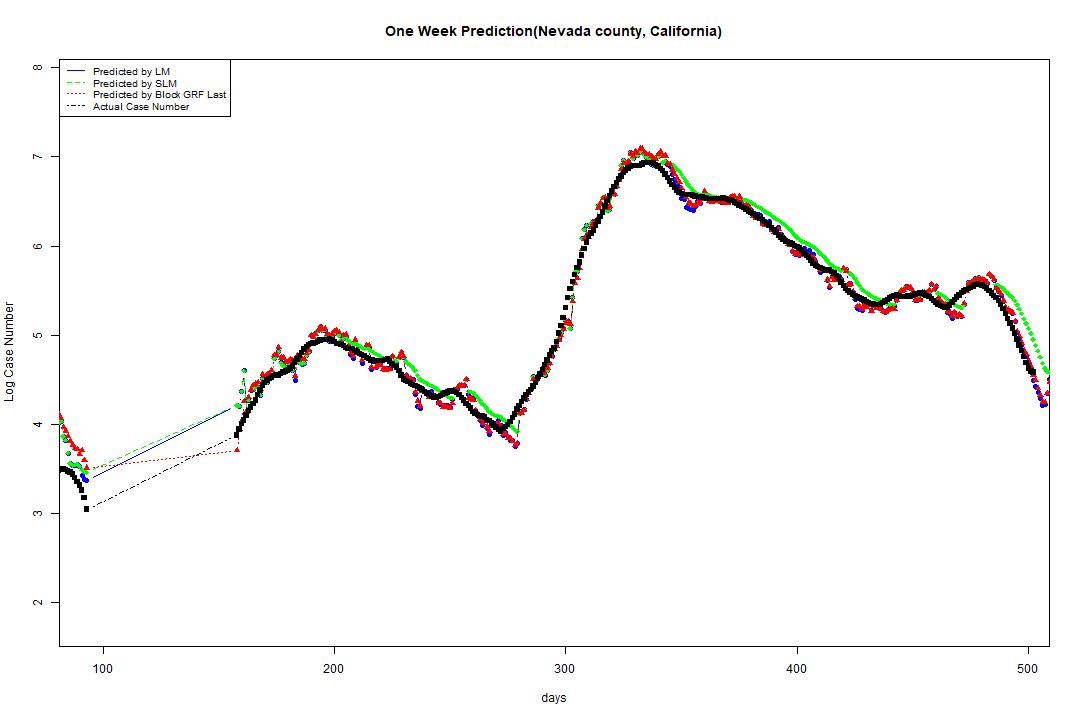 One Week Prediction(Nevada county, California)
Predicted by LM
Predicted by SLM
Predicted by Block GRF Last
Actual Case Number
8
7
6
5
4
3
2
Log Case Number
100 200 300 400 500
days